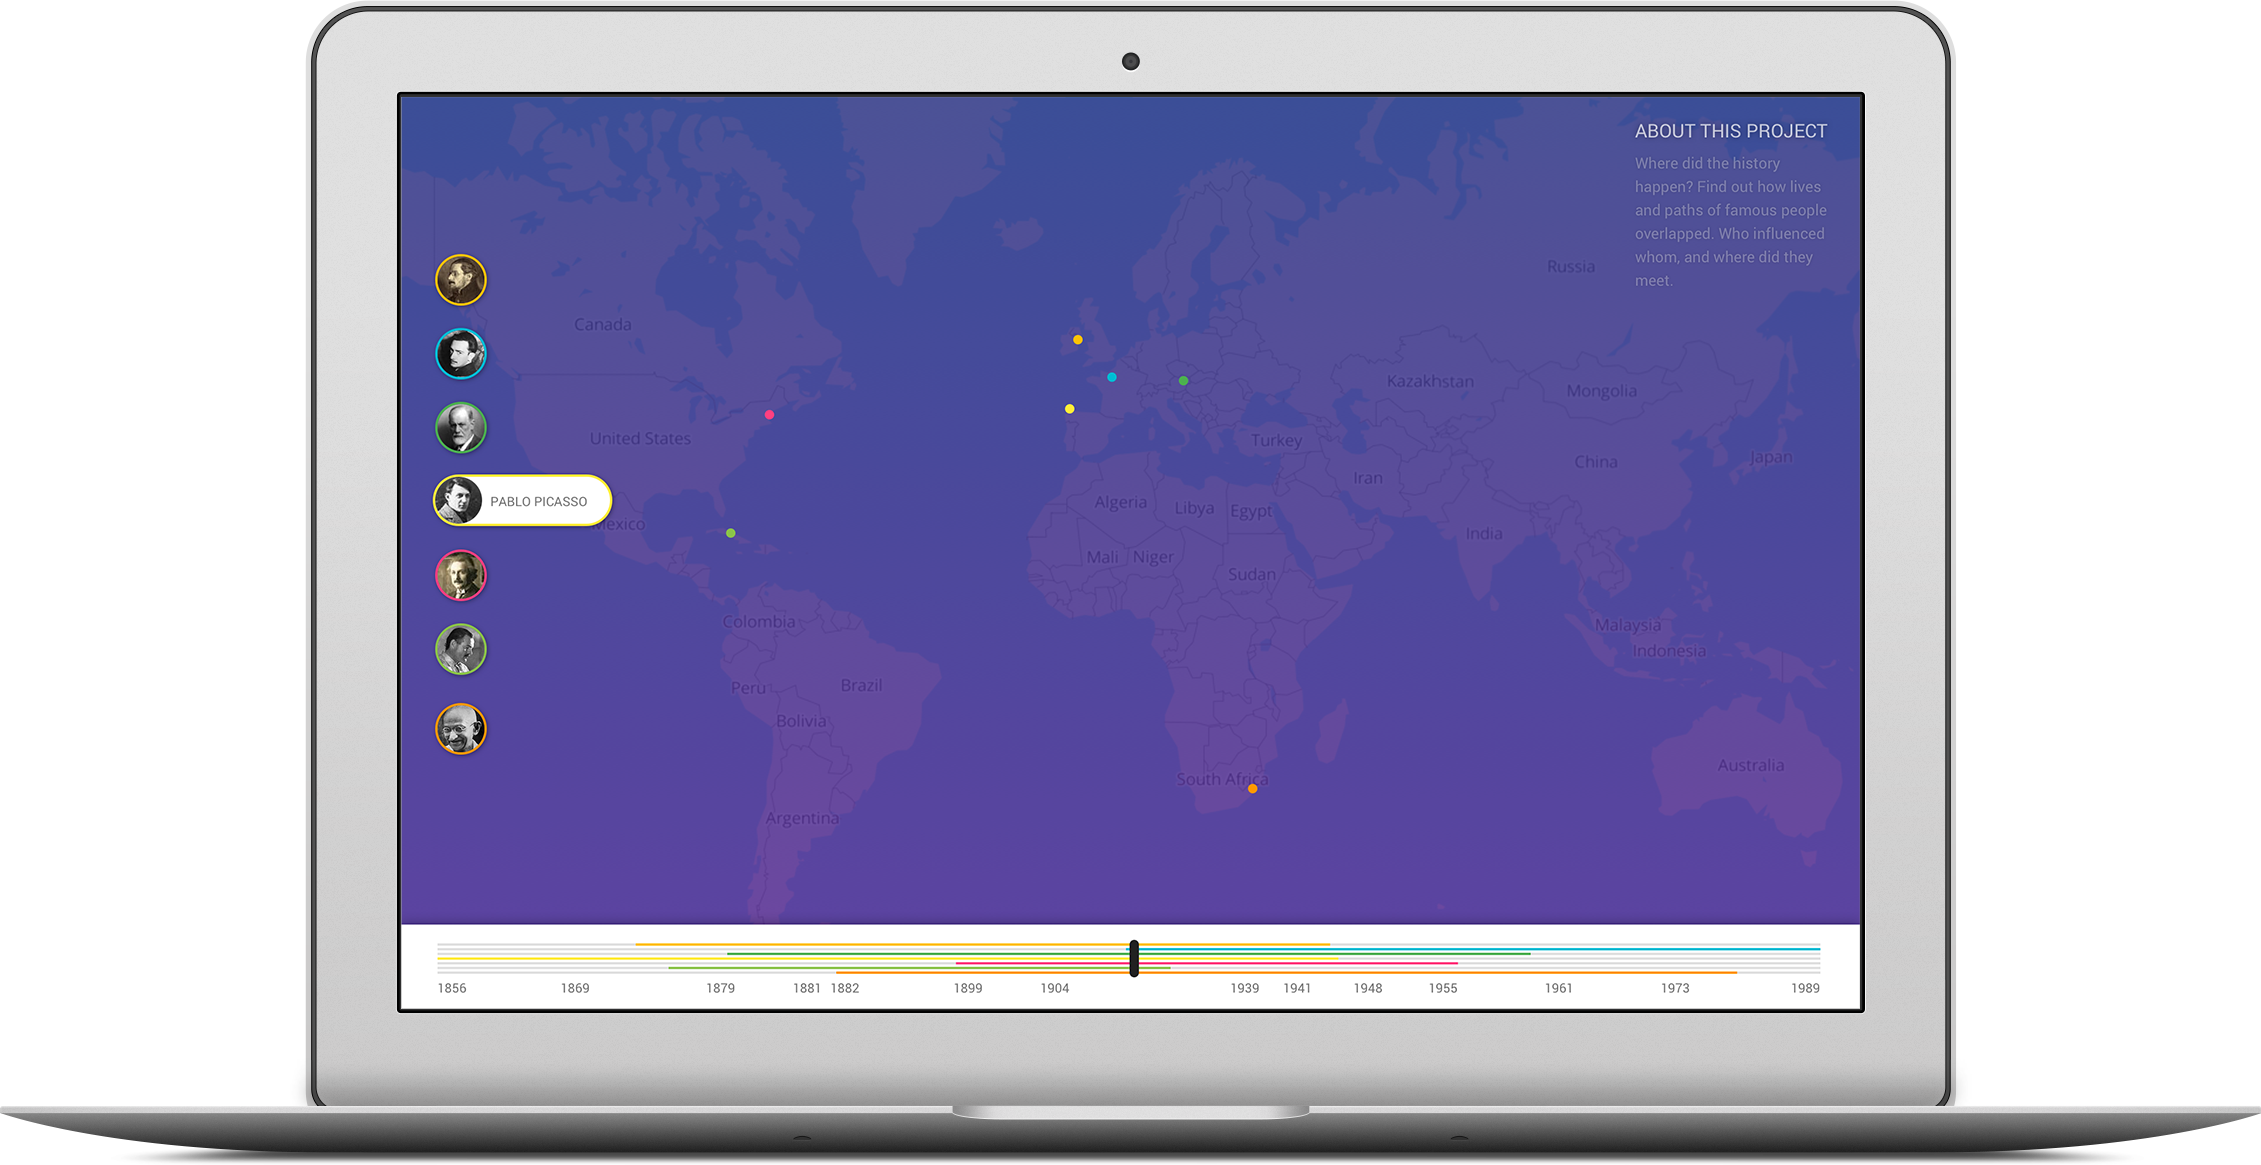 ABOUT THIS PROJECT
Where did the history
happen? Find out how lives
and paths of famous people
overlapped. Who influenced
whom, and where did they
meet.
Russia
Canada
Kazakhstan
Mongolia
United States
Turkey
Japan
China
Iran
PABLO PICASSO
Algeria
Libya
Egypt
Mexico
India
Mali
Niger
Sudan
Colombia
Malaysia
Indonesia
Peru
Brazil
Bolivia
Australia
South Africa
Argentina
1856 1869 1879 1881 1882 1899 1904 1939 1941 1948 1955 1961 1973 1989